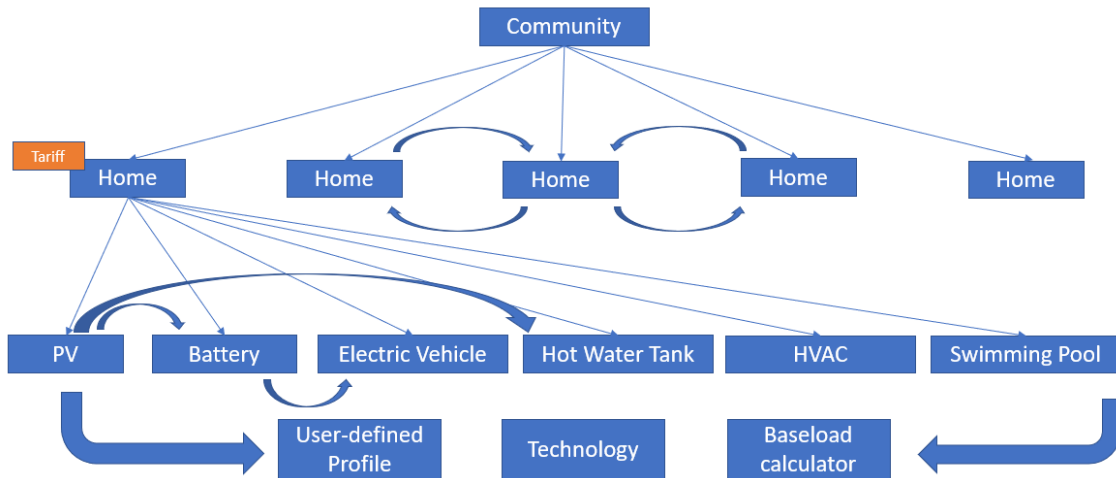 Community
Tariff
Home
Home
Home
Home
Home
PV
Battery
Electric Vehicle
Hot Water Tank
HVAC
Swimming Pool
User-defined
Profile
Technology
Baseload
calculator